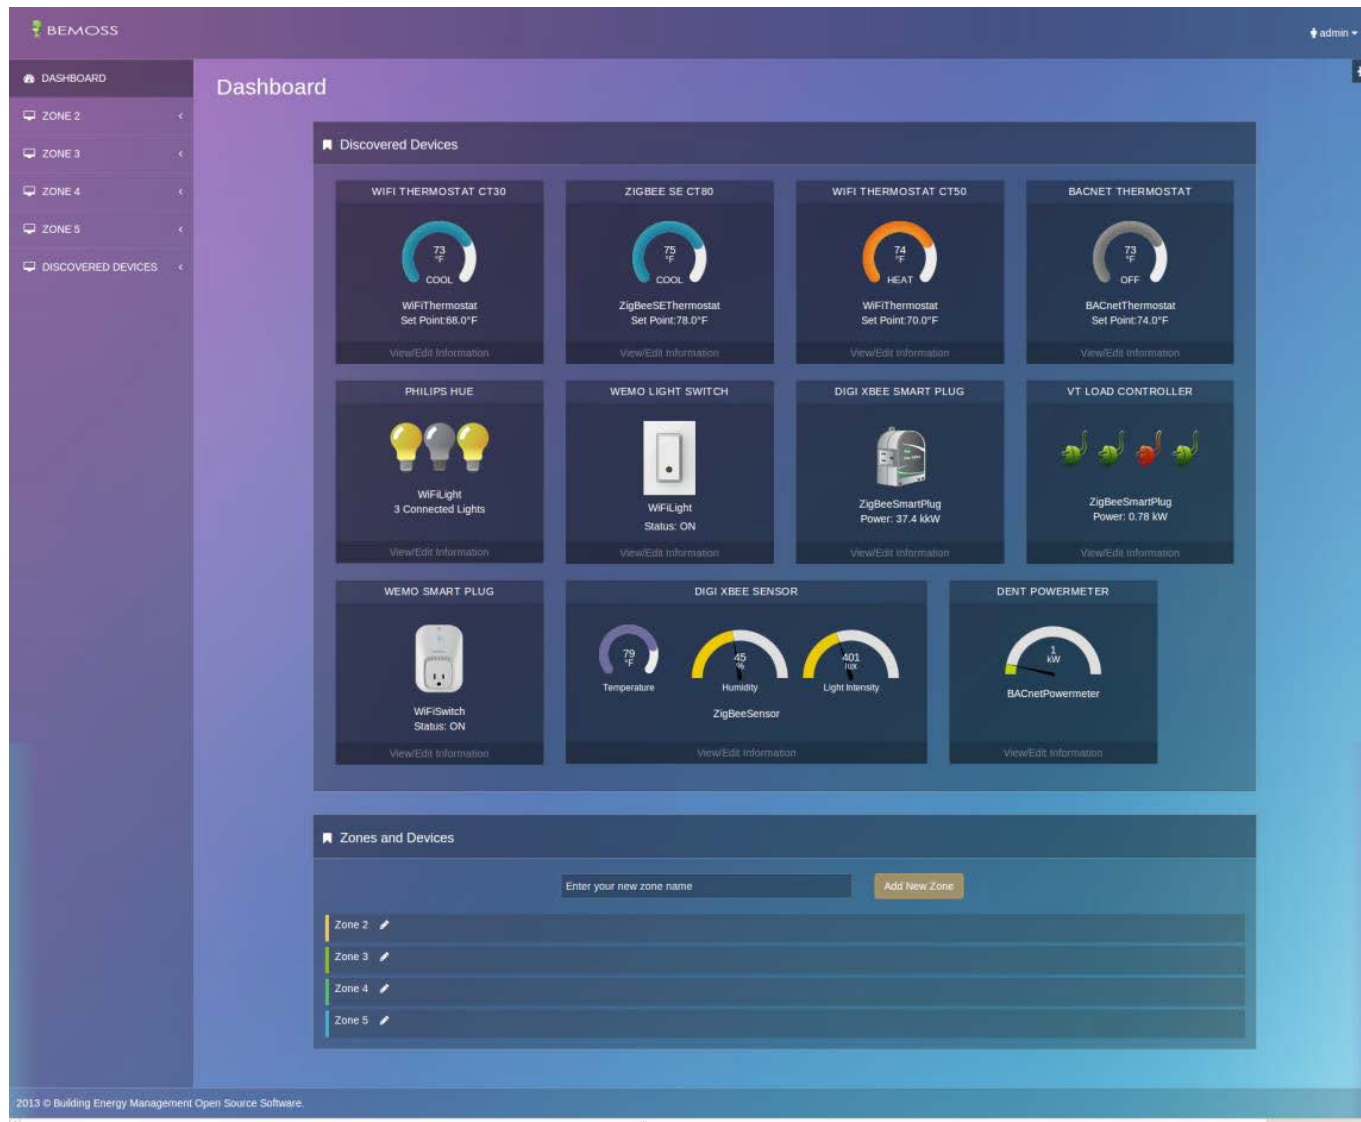 BEMOSS
admin
DASHBOARD
ZONE 2
ZONE 3
ZONE 4
ZONE 5
DISCOVERED DEVICES
Dashboard
Discovered Devices
WIFI THERMOSTAT CT30
73
°F
COOL
WiFiThermostat
Set Point:68.0°F
View/Edit Information
ZIGBEE SE CT80
75
°F
COOL
ZigBeeSEThermostat
Set Point:78.0°F
View/Edit Information
WIFI THERMOSTAT CT50
74
°F
HEAT
WiFiThermostat
Set Point:70.0°F
View/Edit Information
BACNET THERMOSTAT
73
°F
OFF
BACnetThermostat
Set Point:74.0°F
View/Edit Information
PHILIPS HUE
WiFiLight
3 Connected Lights
View/Edit Information
WEMO LIGHT SWITCH
WiFiLight
Status: ON
View/Edit Information
DIGI XBEE SMART PLUG
ZigBeeSmartPlug
Power: 37.4 kkW
View/Edit Information
VT LOAD CONTROLLER
ZigBeeSmartPlug
Power: 0.78 kW
View/Edit Information
WEMO SMART PLUG
WiFiSwitch
Status: ON
View/Edit Information
DIGI XBEE SENSOR
79
°F
Temperature
45
%
Humidity
401
lux
Light Intensity
ZigBeeSensor
View/Edit Information
DENT POWERMETER
1
kW
BACnetPowermeter
View/Edit Information
Zones and Devices
Enter your new zone name
Add New Zone
Zone 2
Zone 3
Zone 4
Zone 5
2013 © Building Energy Management Open Source Software.